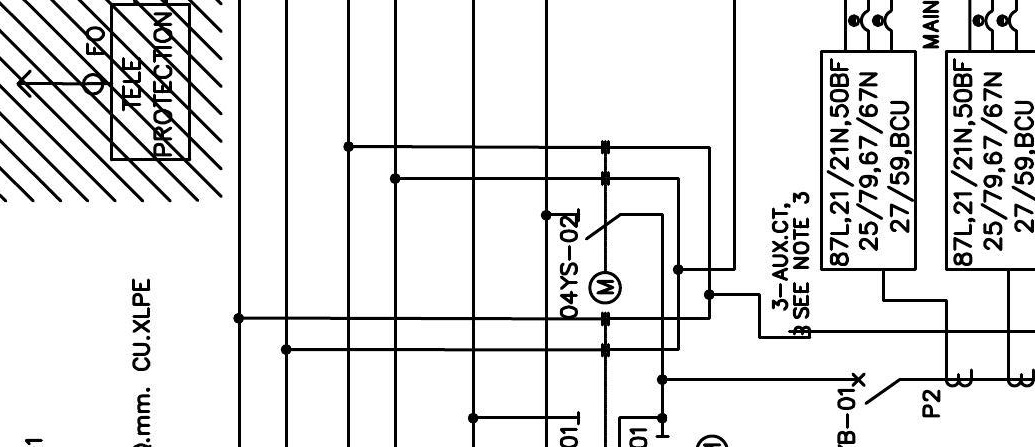 FO
TELE
PROTECTION
Q.mm. CU.XLPE
1
04YS-02
M
3-AUX.CT,
3 SEE NOTE 3
MAIN
87L,21/21N,50BF
25/79,67/67N
27/59,BCU
87L,21/21N,50BF
25/79,67/67N
27/59,BCU
P2
YB-01
01
01